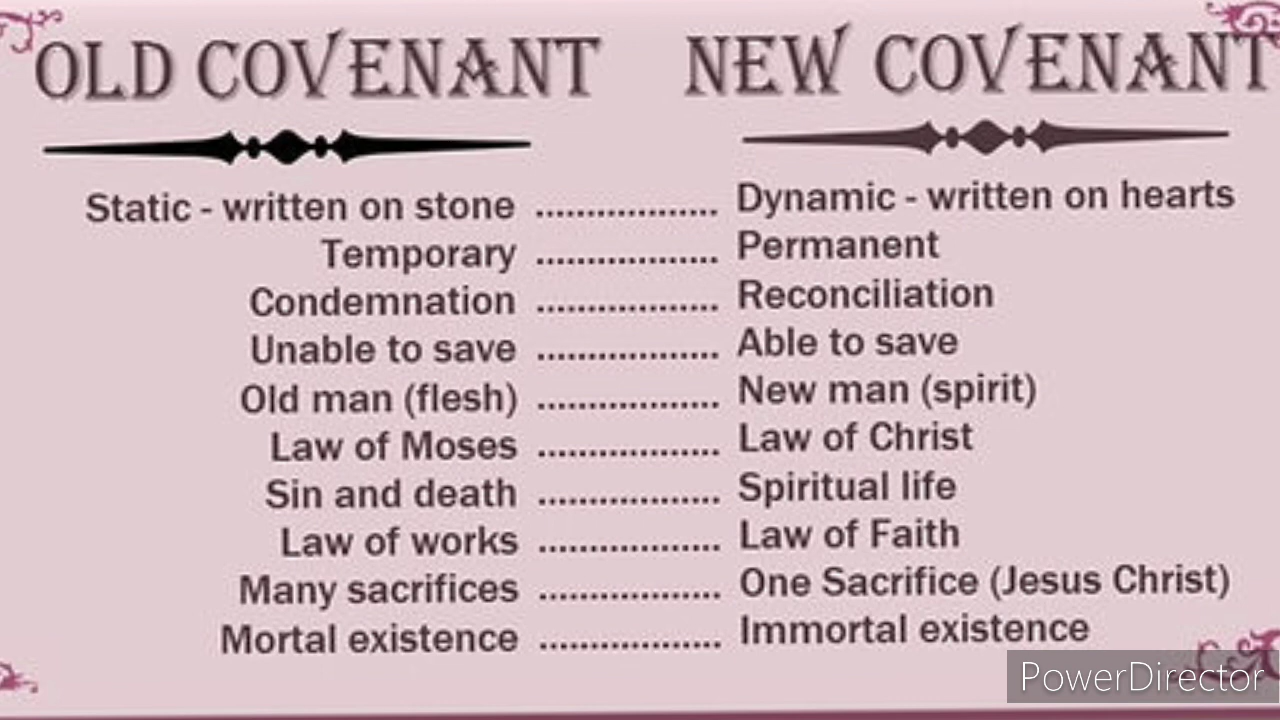 OLD COVENANT NEW COVENANT
Static - written on stone .................. Dynamic - written on hearts
Temporary .................. Permanent
Condemnation .................. Reconciliation
Unable to save .................. Able to save
Old man (flesh) .................. New man (spirit)
Law of Moses .................. Law of Christ
Sin and death .................. Spiritual life
Law of works .................. Law of Faith
Many sacrifices .................. One Sacrifice (Jesus Christ)
Mortal existence .................. Immortal existence
PowerDirector